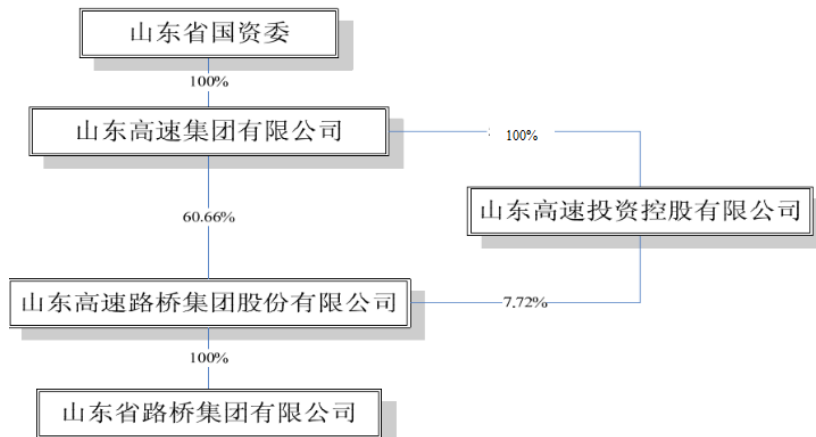 山东省国资委
100%
山东高速集团有限公司
100%
60.66%
山东高速投资控股有限公司
山东高速路桥集团股份有限公司
7.72%
100%
山东省路桥集团有限公司